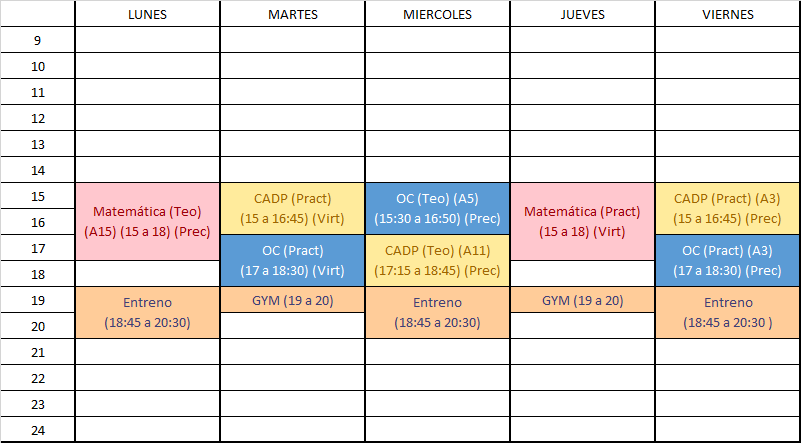 LUNES MARTES MIERCOLES JUEVES VIERNES
9
10
11
12
13
14
15
16
17
18
19
20
21
22
23
24
Matemática (Teo)
(A15) (15 a 18) (Prec)
Entreno
(18:45 a 20:30)
CADP (Pract)
(15 a 16:45) (Virt)
OC (Pract)
(17 a 18:30) (Virt)
GYM (19 a 20)
OC (Teo) (A5)
(15:30 a 16:50) (Prec)
CADP (Teo) (A11)
(17:15 a 18:45) (Prec)
Entreno
(18:45 a 20:30)
Matemática (Pract)
(15 a 18) (Virt)
GYM (19 a 20)
CADP (Pract) (A3)
(15 a 16:45) (Prec)
OC (Pract) (A3)
(17 a 18:30) (Prec)
Entreno
(18:45 a 20:30 )